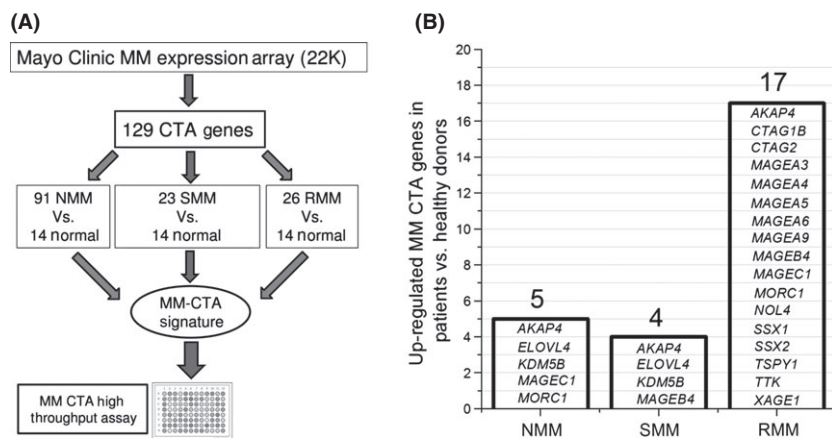 (A)
Mayo Clinic MM expression array (22K)
129 CTA genes
91 NMM
Vs.
14 normal
23 SMM
Vs.
14 normal
26 RMM
Vs.
14 normal
MM-CTA
signature
MM CTA high
throughput assay
(B)
Up-regulated MM CTA genes in
patients vs. healthy donors
20
18
16
14
12
10
8
6
4
2
0
5
AKAP4
ELOVL4
KDM5B
MAGEC1
MORC1
NMM
4
AKAP4
ELOVL4
KDM5B
MAGEB4
SMM
17
AKAP4
CTAG1B
CTAG2
MAGEA3
MAGEA4
MAGEA5
MAGEA6
MAGEA9
MAGEB4
MAGEC1
MORC1
NOL4
SSX1
SSX2
TSPY1
TTK
XAGE1
RMM